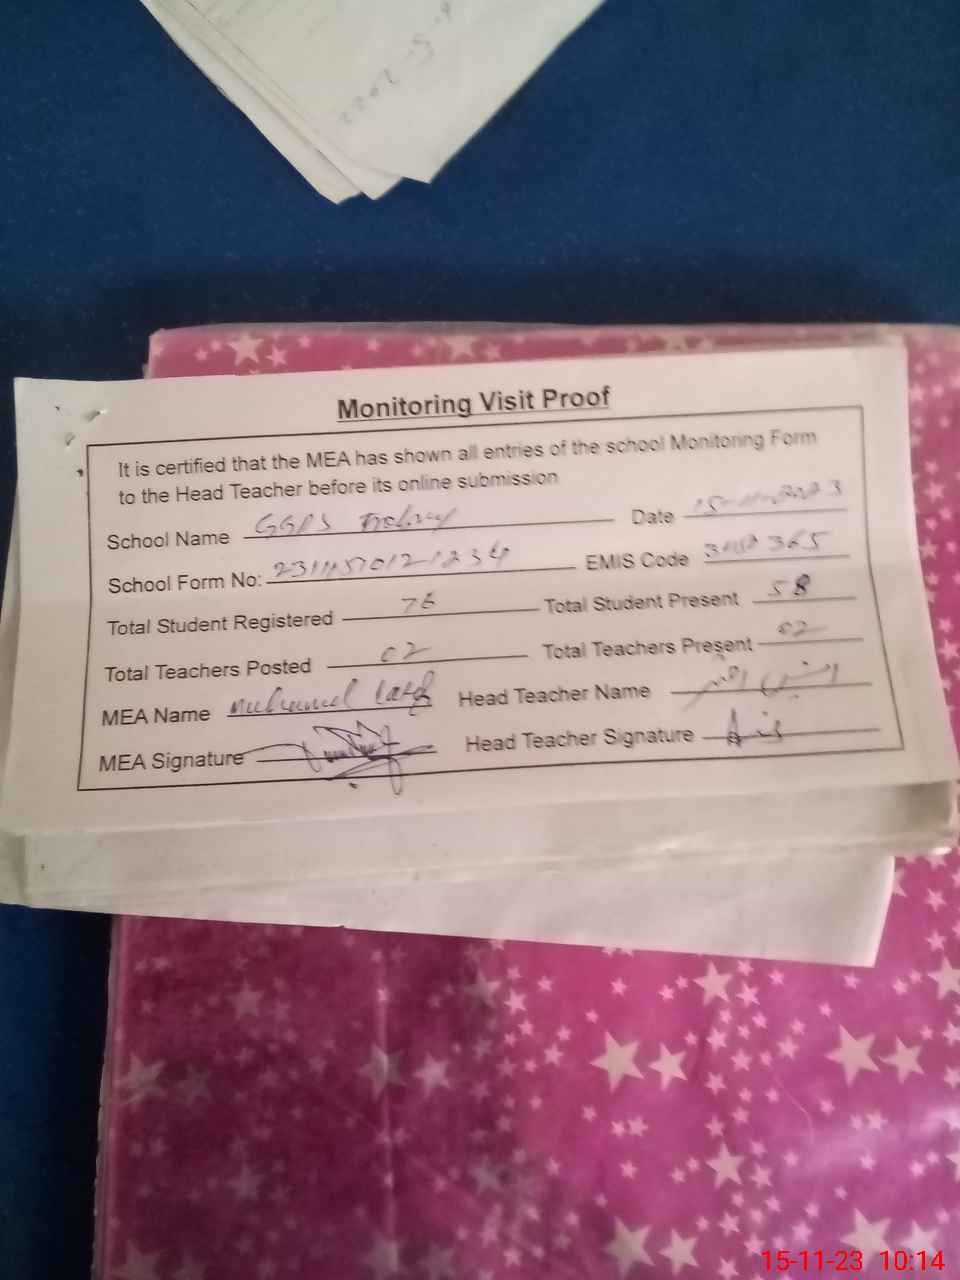 Monitoring Visit Proof
It is certified that the MEA has shown all entries of the school Monitoring Form
to the Head Teacher before its online submission
School Name GGPS Date 15-11-2023
School Form No: EMIS Code
Total Student Registered 76 Total Student Present 58
Total Teachers Posted 02 Total Teachers Present 02
MEA Name Muhammad Head Teacher Name
MEA Signature Head Teacher Signature
15-11-23 10:14